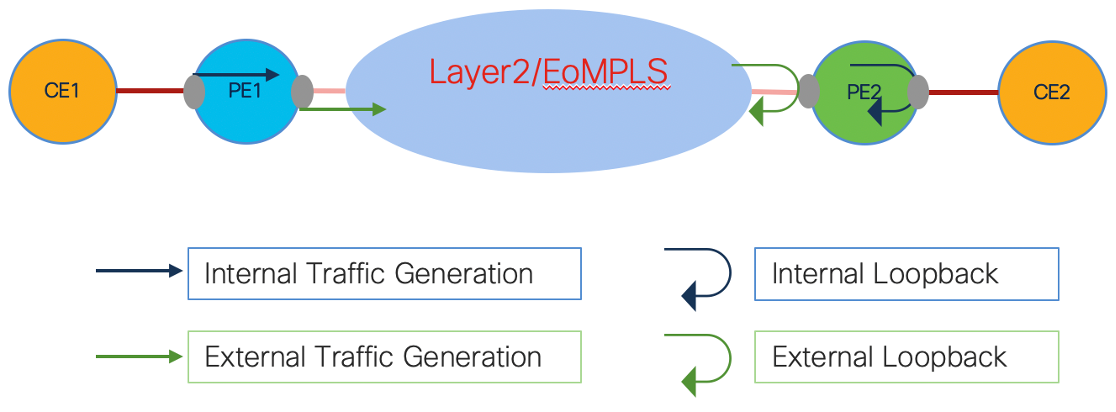 Layer2/EoMPLS
CE1
PE1
PE2
CE2
Internal Traffic Generation
Internal Loopback
External Traffic Generation
External Loopback